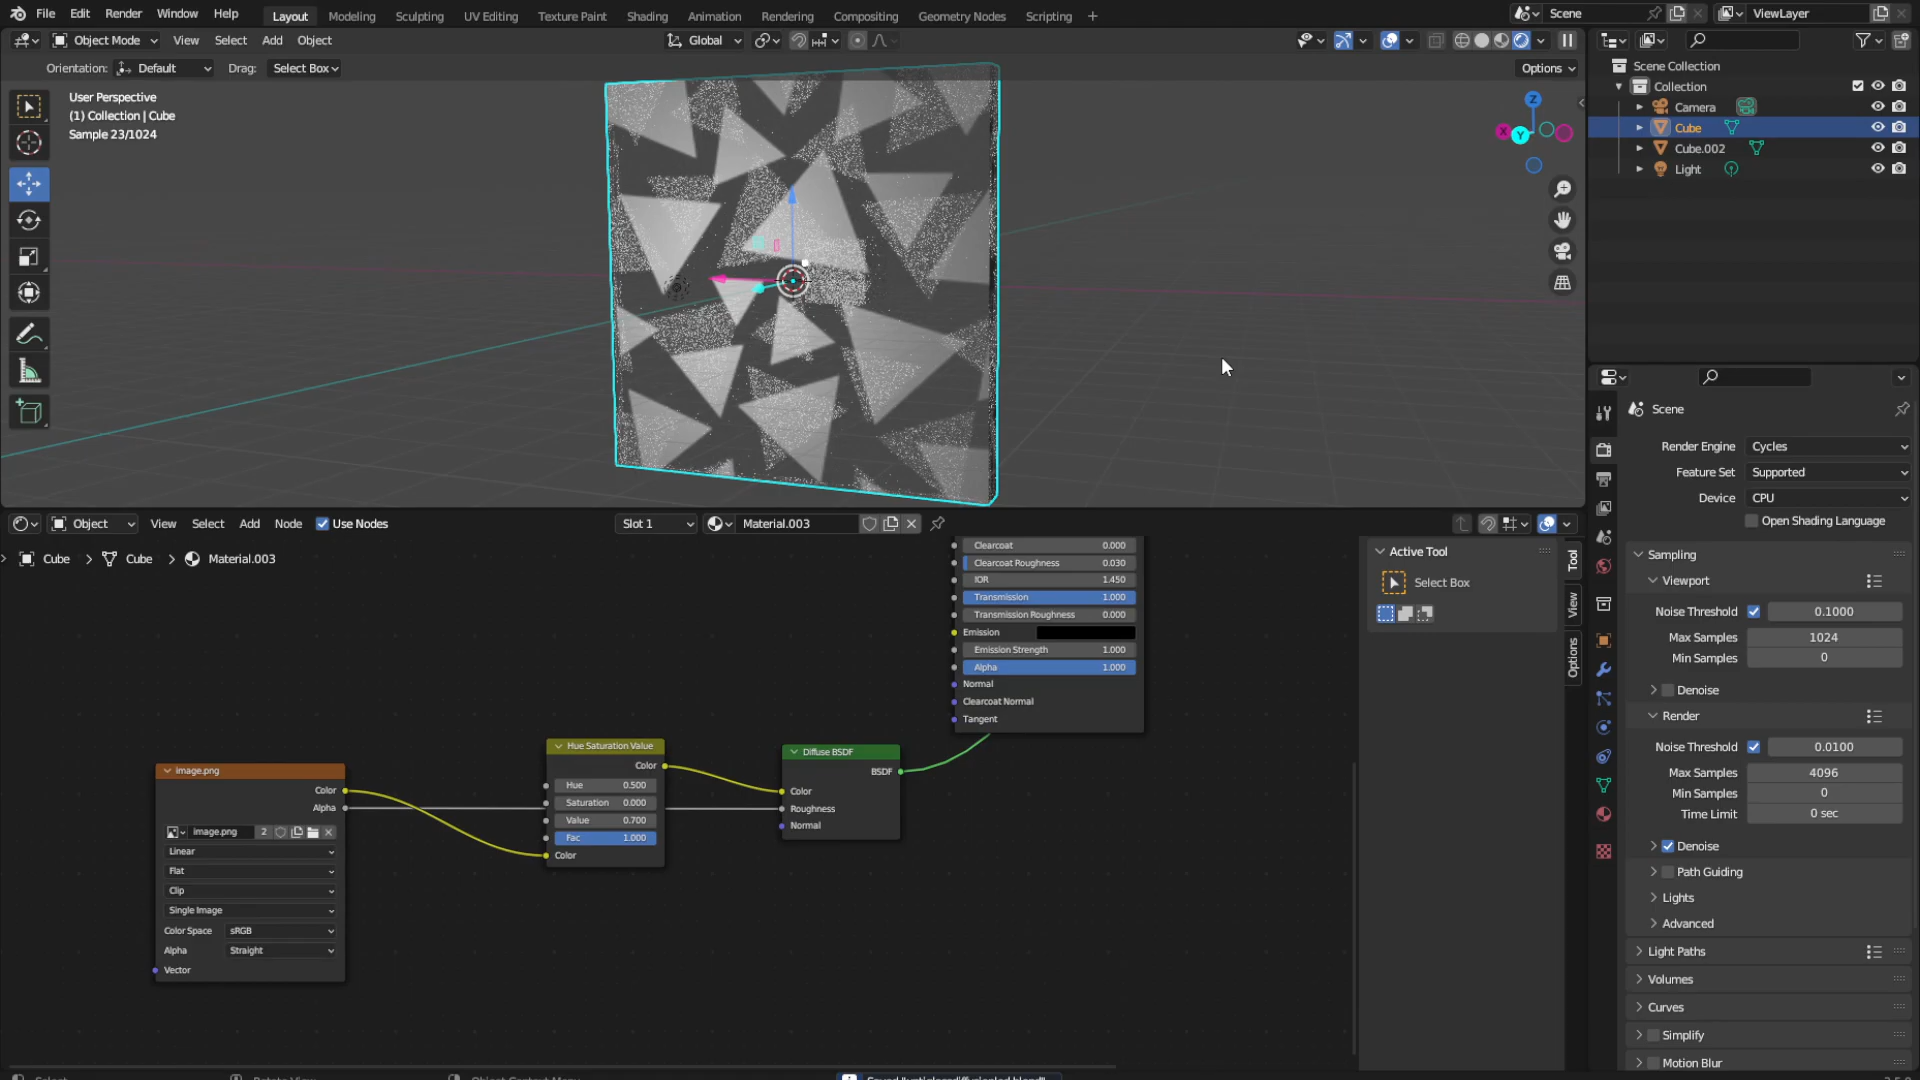 File Edit Render Window Help Layout Modeling Sculpting UV Editing Texture Paint Shading Animation Rendering Compositing Geometry Nodes Scripting + Scene ViewLayer
Object Mode View Select Add Object Global
Orientation: Default Drag: Select Box Options
User Perspective
(1) Collection | Cube
Sample 23/1024
Z
X
Y
Scene Collection
Collection
Camera
Cube
Cube.002
Light
Scene
Render Engine Cycles
Feature Set Supported
Device CPU
Open Shading Language
Sampling
Viewport
Noise Threshold 0.1000
Max Samples 1024
Min Samples 0
Denoise
Render
Noise Threshold 0.0100
Max Samples 4096
Min Samples 0
Time Limit 0 sec
Denoise
Path Guiding
Lights
Advanced
Light Paths
Volumes
Curves
Simplify
Motion Blur
Object View Select Add Node Use Nodes Slot 1 Material.003
Cube Cube Material.003
Clearcoat 0.000
Clearcoat Roughness 0.030
IOR 1.450
Transmission 1.000
Transmission Roughness 0.000
Emission
Emission Strength 1.000
Alpha 1.000
Normal
Clearcoat Normal
Tangent
Active Tool
Select Box
Tool
View
Options
image.png
Color
Alpha
image.png 2
Linear
Flat
Clip
Single Image
Color Space sRGB
Alpha Straight
Vector
Hue Saturation Value
Color
Hue 0.500
Saturation 0.000
Value 0.700
Fac 1.000
Color
Diffuse BSDF
BSDF
Color
Roughness
Normal
Select Rotate View Object Context Menu